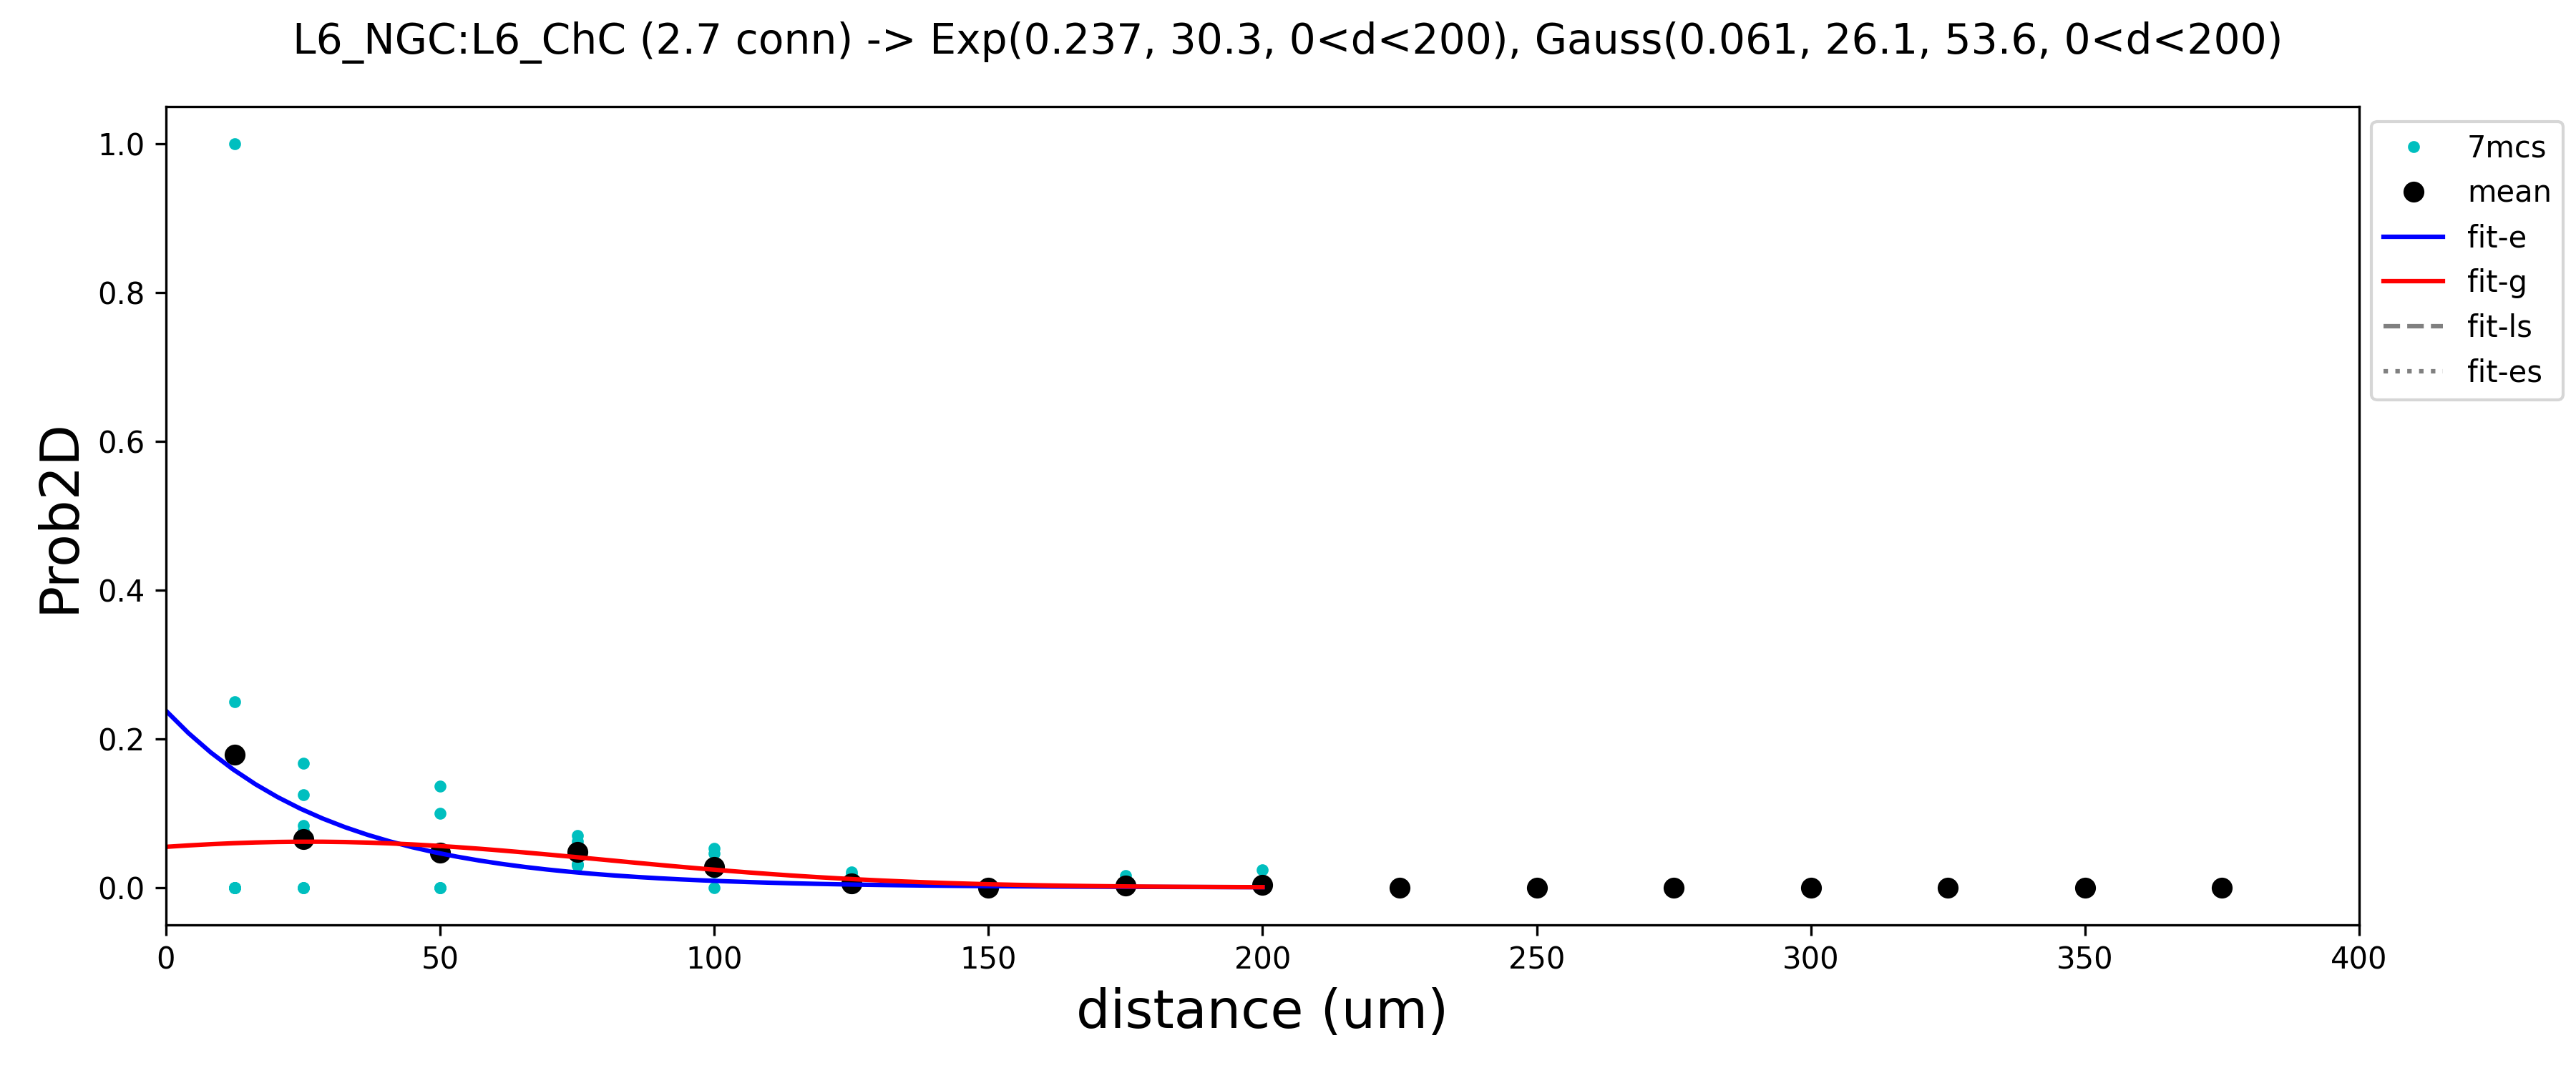 L6_NGC:L6_ChC (2.7 conn) -> Exp(0.237, 30.3, 0<d<200), Gauss(0.061, 26.1, 53.6, 0<d<200)
1.0
0.8
0.6
0.4
0.2
0.0
Prob2D
0 50 100 150 200 250 300 350 400
distance (um)
7mcs
mean
fit-e
fit-g
fit-ls
fit-es